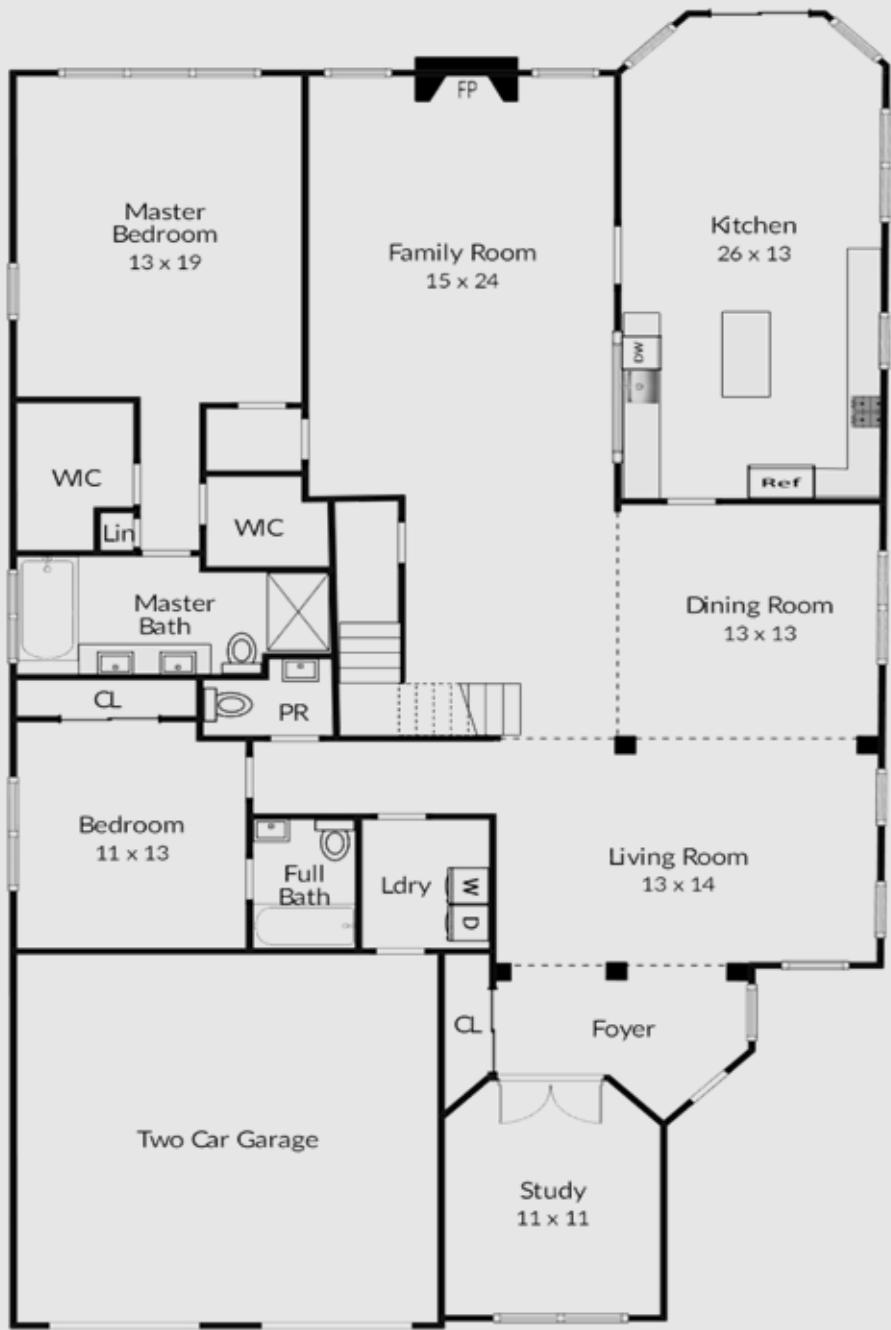 FP
Master
Bedroom
13 x 19
Family Room
15 x 24
Kitchen
26 x 13
DW
WIC
Lin
WIC
Ref
Master
Bath
Dining Room
13 x 13
CL
PR
Bedroom
11 x 13
Full
Bath
Ldry
W
D
Living Room
13 x 14
CL
Foyer
Two Car Garage
Study
11 x 11